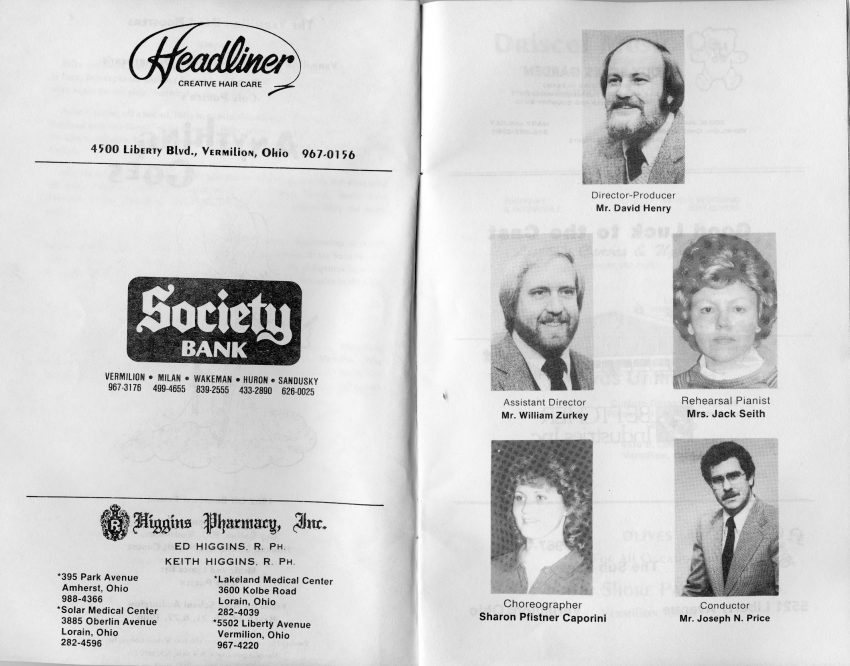 Headliner
CREATIVE HAIR CARE
4500 Liberty Blvd., Vermilion, Ohio 967-0156
Society
BANK
VERMILION • MILAN • WAKEMAN • HURON • SANDUSKY
967-3176 499-4655 839-2555 433-2890 626-0025
R
Higgins Pharmacy, Inc.
ED HIGGINS, R. PH.
KEITH HIGGINS, R. PH.
*395 Park Avenue
Amherst, Ohio
988-4366
*Solar Medical Center
3885 Oberlin Avenue
Lorain, Ohio
282-4596
*Lakeland Medical Center
3600 Kolbe Road
Lorain, Ohio
282-4039
*5502 Liberty Avenue
Vermilion, Ohio
967-4220
Director-Producer
Mr. David Henry
Assistant Director
Mr. William Zurkey
Rehearsal Pianist
Mrs. Jack Seith
Choreographer
Sharon Pfistner Caporini
Conductor
Mr. Joseph N. Price